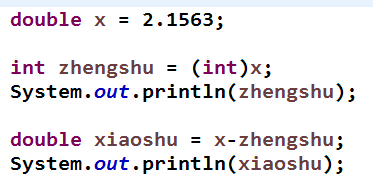 double x = 2.1563;
int zhengshu = (int)x;
System.out.println(zhengshu);
double xiaoshu = x-zhengshu;
System.out.println(xiaoshu);